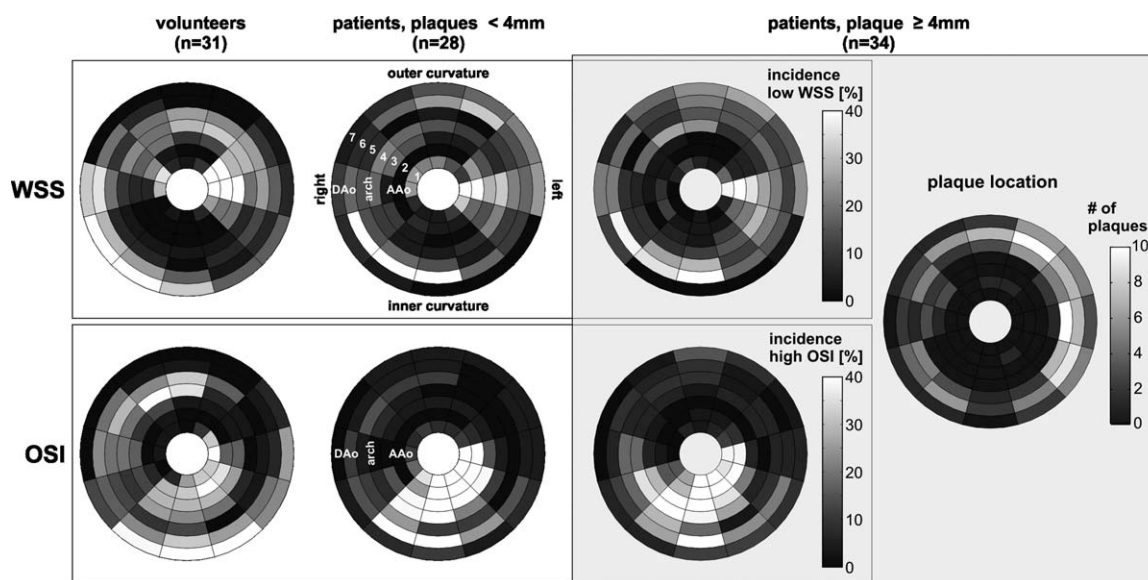 volunteers
(n=31)
patients, plaques < 4mm
(n=28)
patients, plaque ≥ 4mm
(n=34)
WSS
outer curvature
7
6
5
4
3
2
1
right
DAo
arch
AAo
left
inner curvature
incidence
low WSS [%]
40
30
20
10
0
plaque location
# of
plaques
10
8
6
4
2
0
OSI
DAo
arch
AAo
incidence
high OSI [%]
40
30
20
10
0